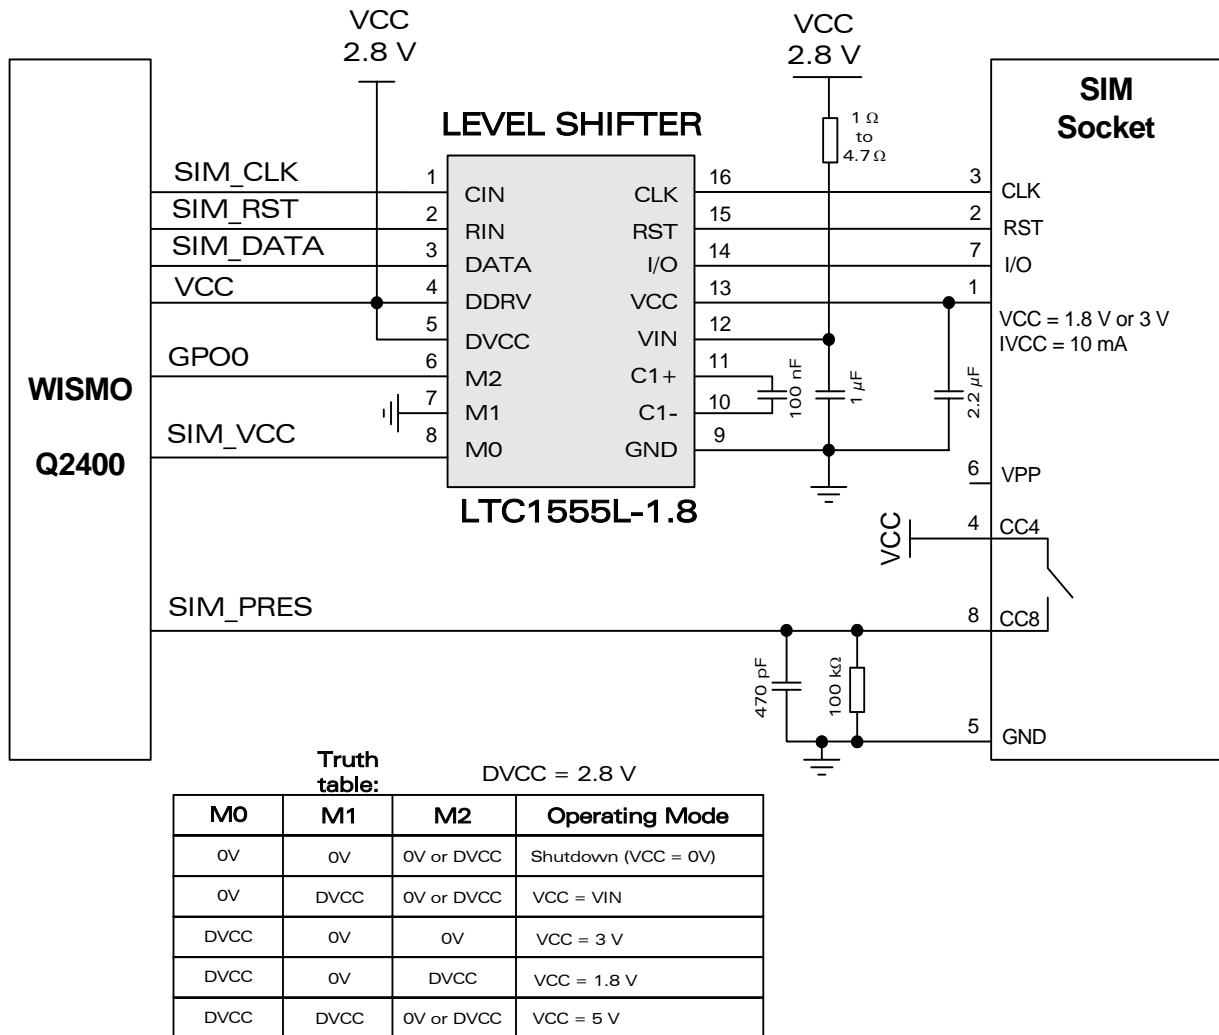 VCC
2.8 V
VCC
2.8 V
LEVEL SHIFTER
1 Ω
to
4.7 Ω
SIM
Socket
WISMO
Q2400
SIM_CLK
SIM_RST
SIM_DATA
VCC
GPO0
SIM_VCC
SIM_PRES
1
2
3
4
5
6
7
8
CIN
RIN
DATA
DDRV
DVCC
M2
M1
M0
CLK
RST
I/O
VCC
VIN
C1+
C1-
GND
16
15
14
13
12
11
10
9
LTC1555L-1.8
100 nF
1 µF
2.2 µF
3
CLK
2
RST
7
I/O
1
VCC = 1.8 V or 3 V
IVCC = 10 mA
6
VPP
VCC
4
CC4
8
CC8
470 pF
100 kΩ
5
GND
Truth
table:
DVCC = 2.8 V
M0 M1 M2 Operating Mode
0V 0V 0V or DVCC Shutdown (VCC = 0V)
0V DVCC 0V or DVCC VCC = VIN
DVCC 0V 0V VCC = 3 V
DVCC 0V DVCC VCC = 1.8 V
DVCC DVCC 0V or DVCC VCC = 5 V